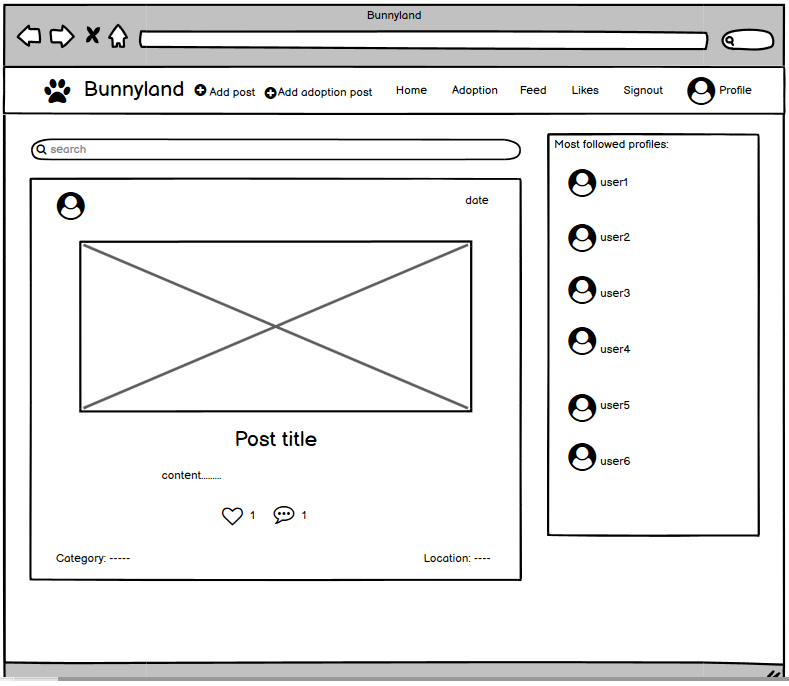 Bunnyland
Bunnyland Add post Add adoption post Home Adoption Feed Likes Signout Profile
search
date
Post title
content.........
1 1
Category: ----- Location: ----
Most followed profiles:
user1
user2
user3
user4
user5
user6